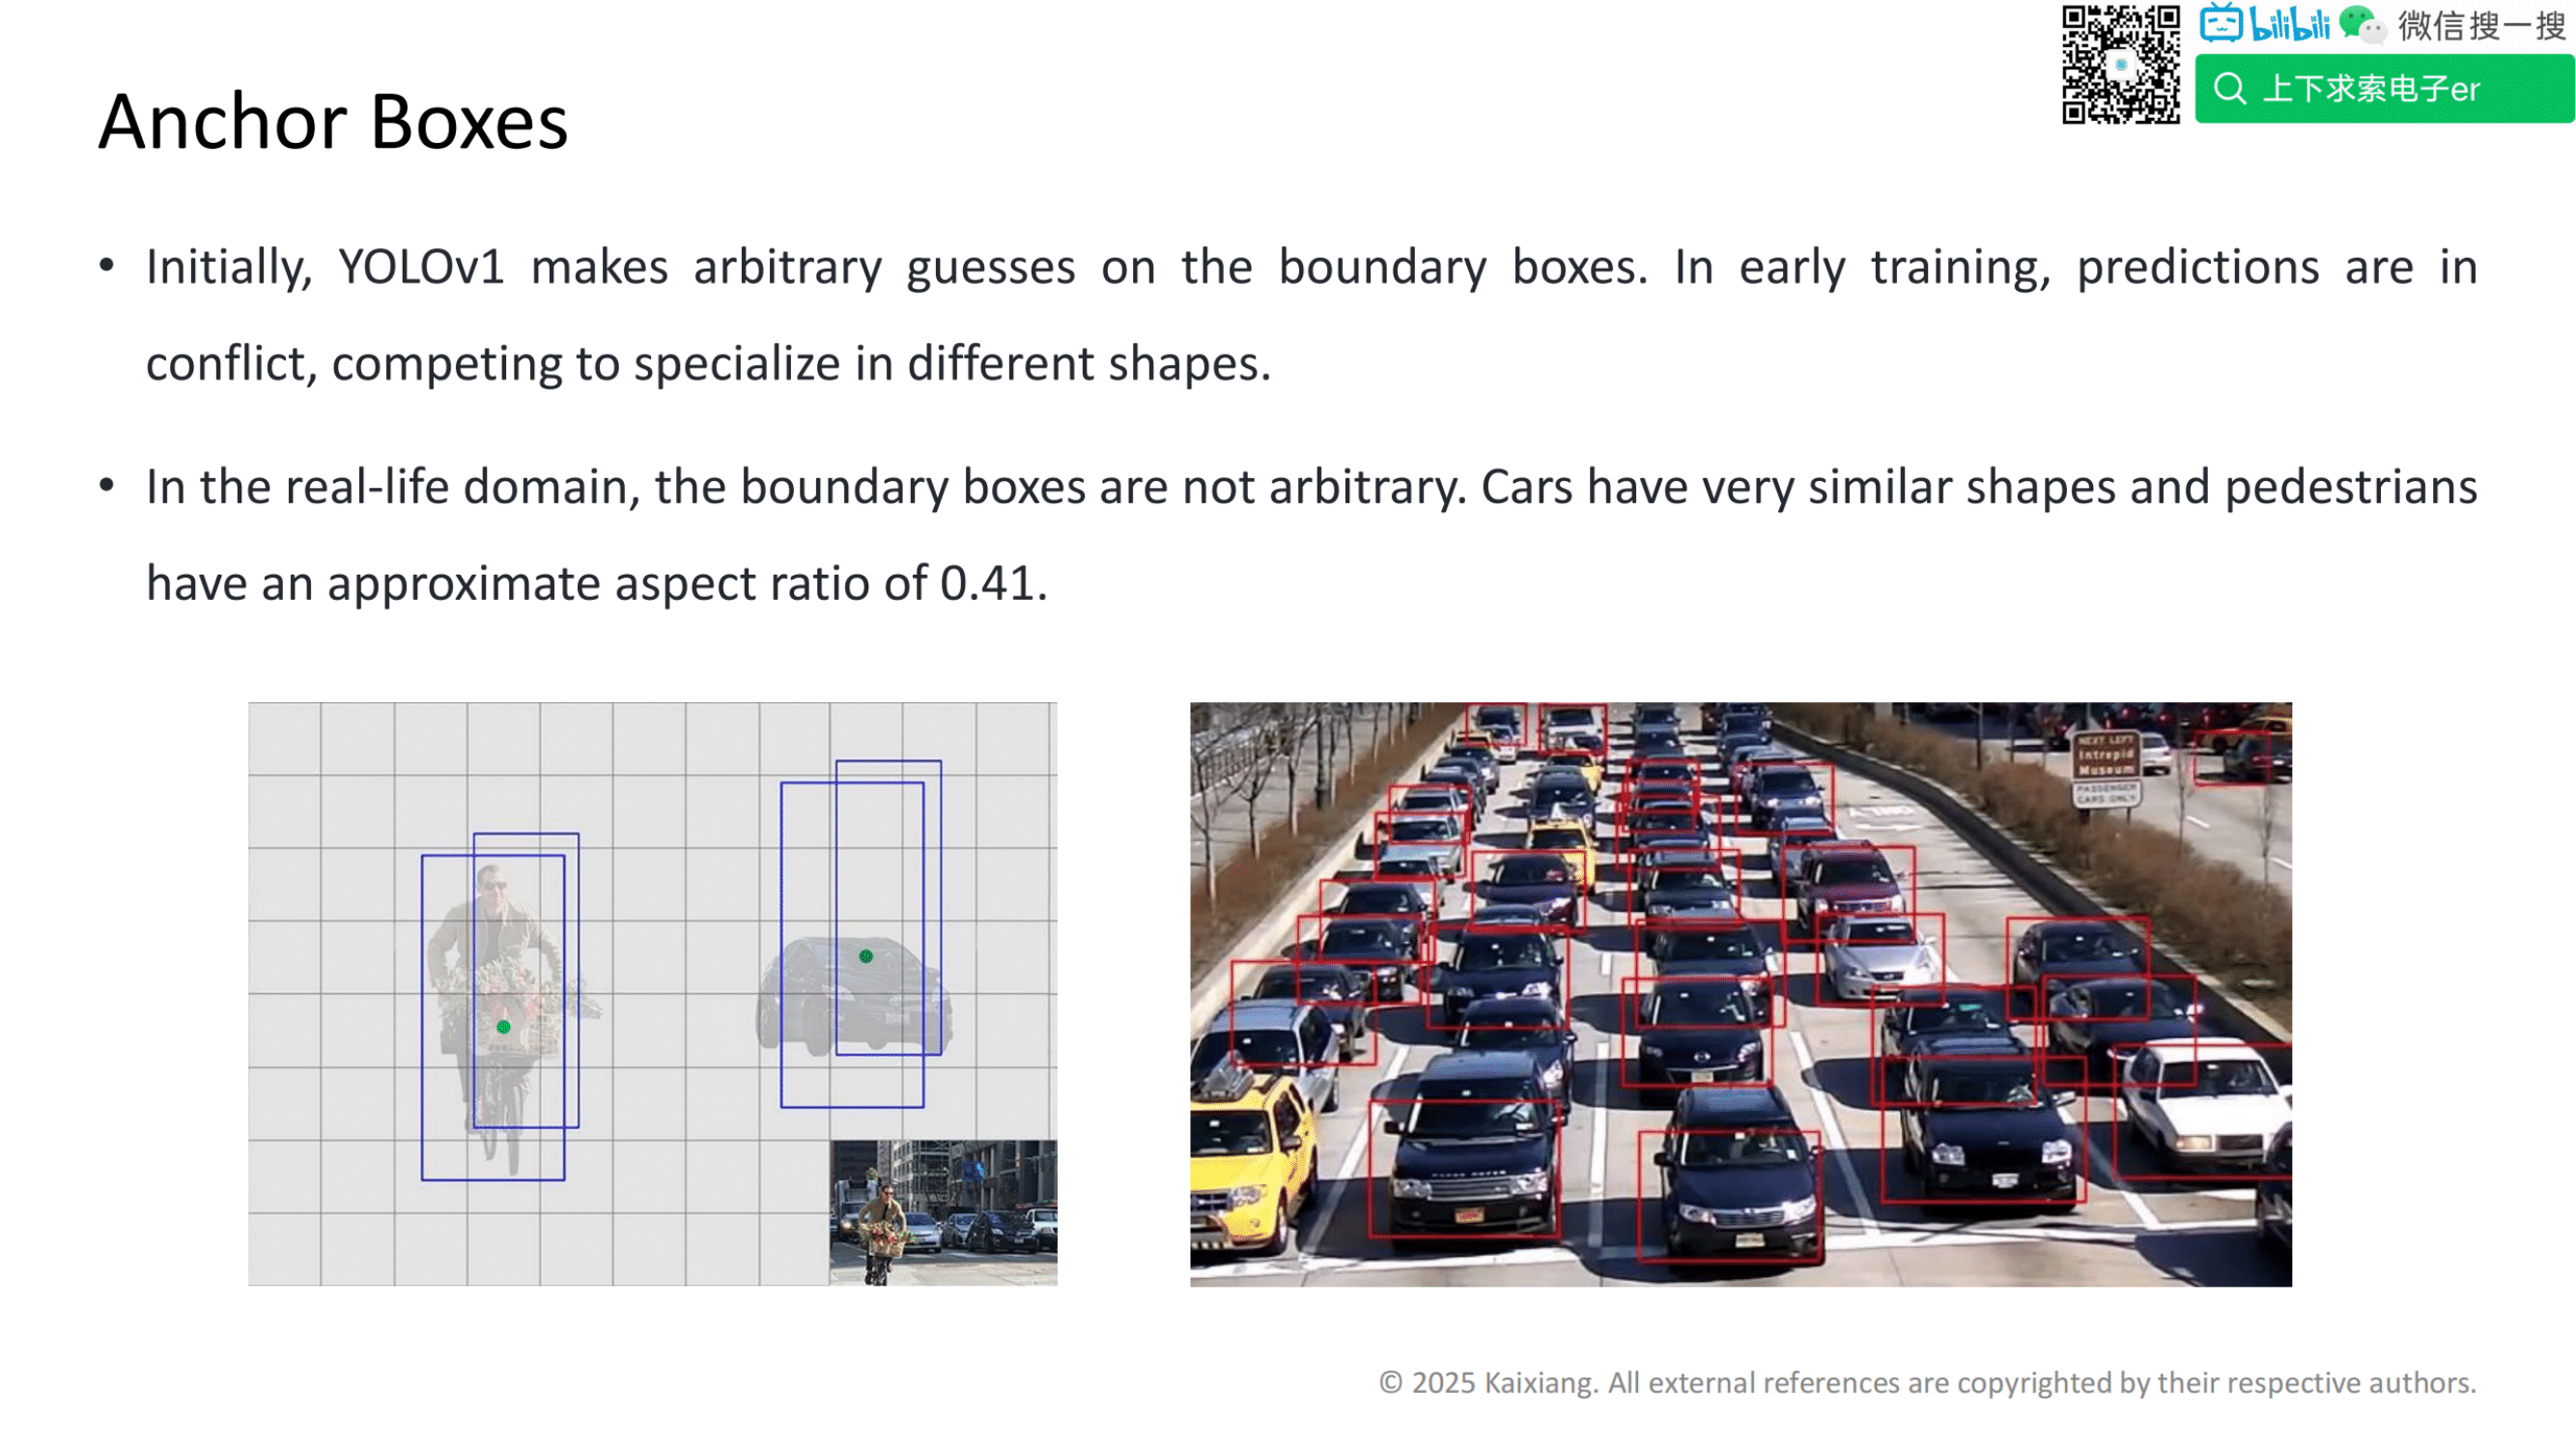 bilibili 微信搜一搜
上下求索电子er
Anchor Boxes
• Initially, YOLOv1 makes arbitrary guesses on the boundary boxes. In early training, predictions are in
conflict, competing to specialize in different shapes.
• In the real-life domain, the boundary boxes are not arbitrary. Cars have very similar shapes and pedestrians
have an approximate aspect ratio of 0.41.
NEXT LEFT
Intrepid
Museum
PASSENGER
CARS ONLY
© 2025 Kaixiang. All external references are copyrighted by their respective authors.